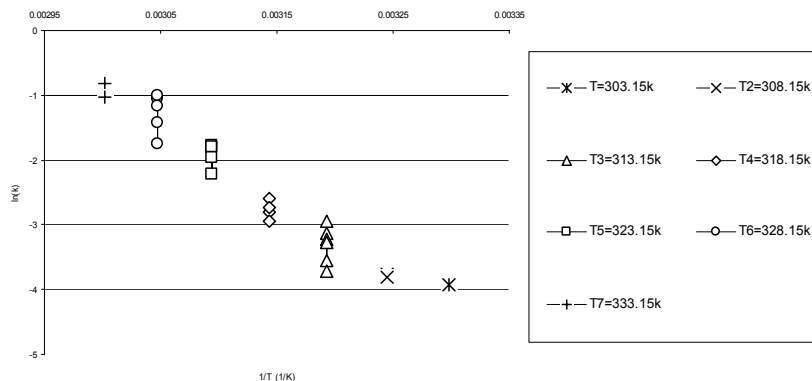 0.00295 0.00305 0.00315 0.00325 0.00335
0
-1
-2
-3
-4
-5
ln(k)
1/T (1/K)
T=303.15k T2=308.15k
T3=313.15k T4=318.15k
T5=323.15k T6=328.15k
T7=333.15k